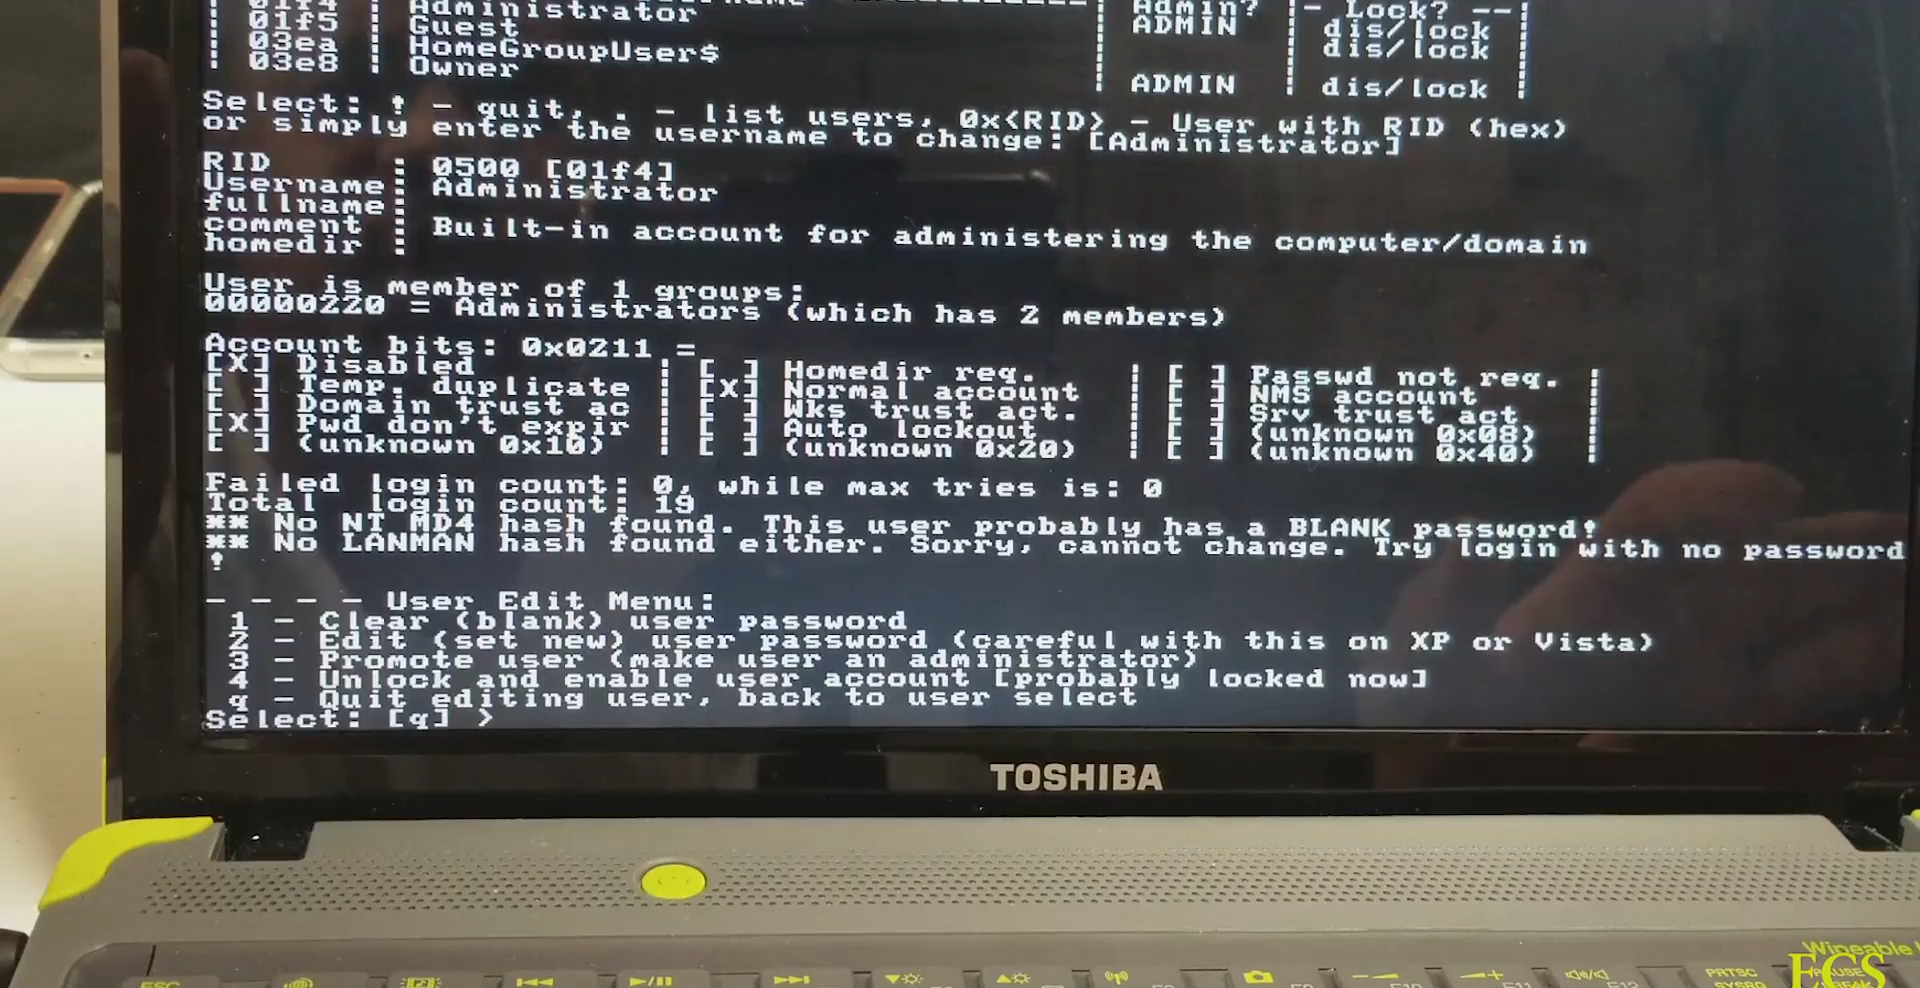 Admin? |- Lock? --|
| 01f4 | Administrator | ADMIN | dis/lock |
| 01f5 | Guest | | dis/lock |
| 03ea | HomeGroupUser$
| 03e8 | Owner | ADMIN | dis/lock |
Select: ! - quit, . - list users, 0x<RID> - User with RID (hex)
or simply enter the username to change: [Administrator]
RID : 0500 [01f4]
Username: Administrator
fullname:
comment : Built-in account for administering the computer/domain
homedir :
User is member of 1 groups:
00000220 = Administrators (which has 2 members)
Account bits: 0x0211 =
[X] Disabled | [ ] Homedir req. | [ ] Passwd not req. |
[ ] Temp. duplicate | [X] Normal account | [ ] NMS account |
[ ] Domain trust ac | [ ] Wks trust act. | [ ] Srv trust act |
[X] Pwd don't expir | [ ] Auto lockout | [ ] (unknown 0x08) |
[ ] (unknown 0x10) | [ ] (unknown 0x20) | [ ] (unknown 0x40) |
Failed login count: 0, while max tries is: 0
Total login count: 19
** No NT MD4 hash found. This user probably has a BLANK password!
** No LANMAN hash found either. Sorry, cannot change. Try login with no password
!
- - - - User Edit Menu:
1 - Clear (blank) user password
2 - Edit (set new) user password (careful with this on XP or Vista)
3 - Promote user (make user an administrator)
4 - Unlock and enable user account [probably locked now]
q - Quit editing user, back to user select
Select: [q] >
TOSHIBA
Wipeable
ESC
PRTSC
SYSRQ
PAUSE
ECS